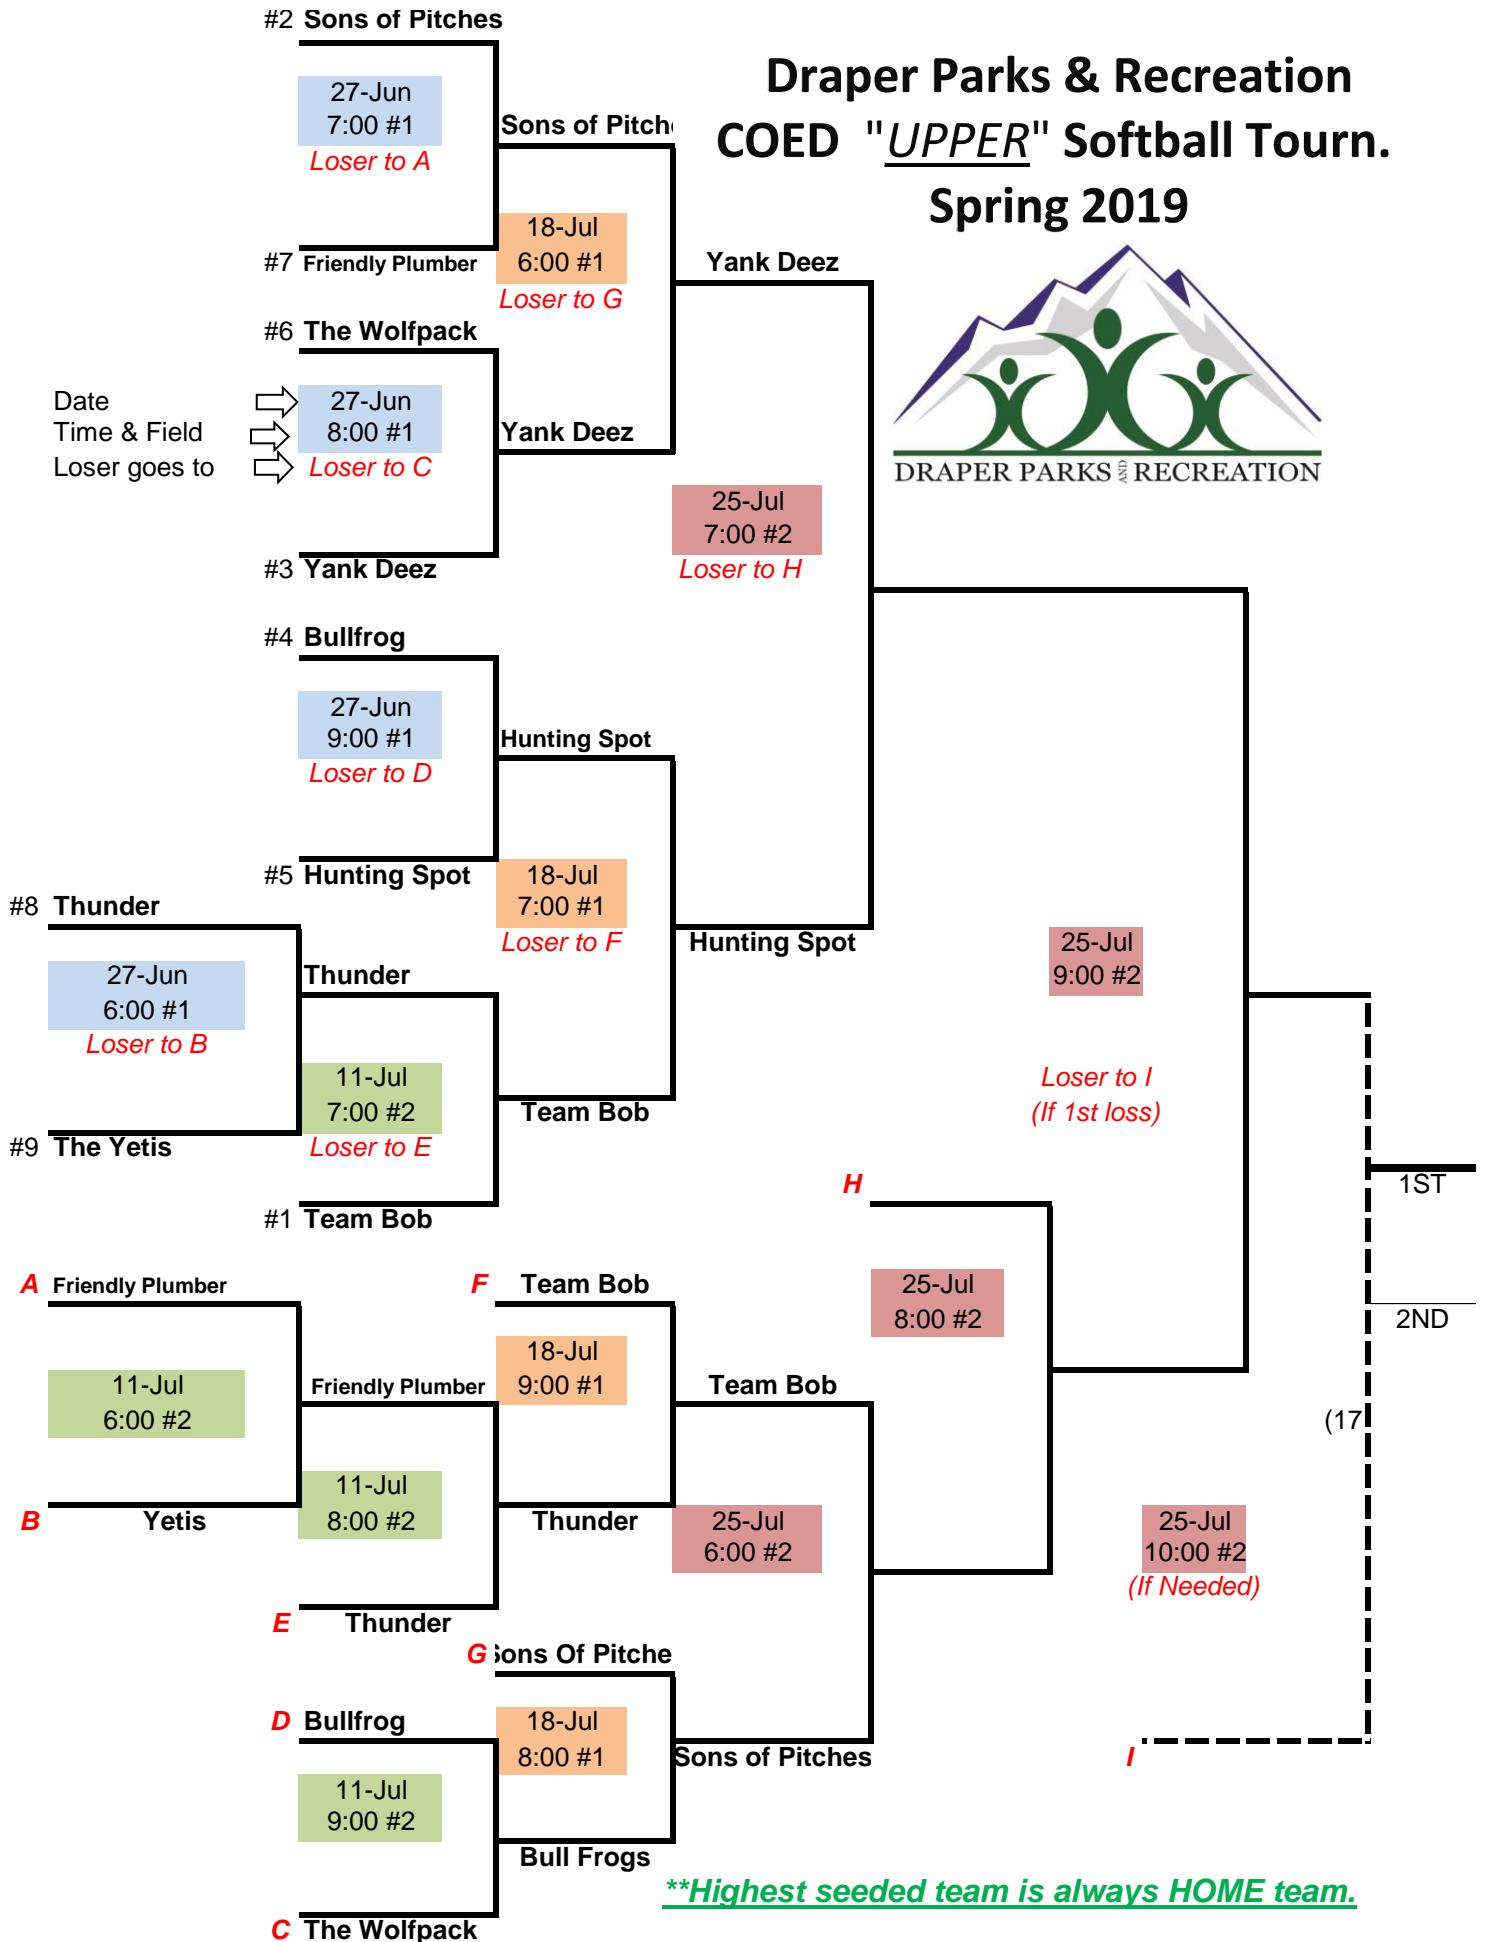 #2 Sons of Pitches
Draper Parks & Recreation
COED "UPPER" Softball Tourn.
Spring 2019
27-Jun
7:00 #1
Loser to A
Sons of Pitch
#7 Friendly Plumber
18-Jul
6:00 #1
Loser to G
Yank Deez
#6 The Wolfpack
Date
Time & Field
Loser goes to
27-Jun
8:00 #1
Loser to C
Yank Deez
DRAPER PARKS AND RECREATION
25-Jul
7:00 #2
Loser to H
#3 Yank Deez
#4 Bullfrog
27-Jun
9:00 #1
Loser to D
Hunting Spot
#5 Hunting Spot
18-Jul
7:00 #1
Loser to F
#8 Thunder
Hunting Spot
25-Jul
9:00 #2
27-Jun
6:00 #1
Loser to B
Thunder
11-Jul
7:00 #2
Loser to E
Team Bob
Loser to I
(If 1st loss)
#9 The Yetis
H
1ST
#1 Team Bob
A Friendly Plumber
F Team Bob
25-Jul
8:00 #2
2ND
18-Jul
9:00 #1
11-Jul
6:00 #2
Friendly Plumber
Team Bob
(17
11-Jul
8:00 #2
B Yetis
Thunder
25-Jul
6:00 #2
25-Jul
10:00 #2
(If Needed)
E Thunder
G Sons Of Pitche
D Bullfrog
18-Jul
8:00 #1
Sons of Pitches
I
11-Jul
9:00 #2
Bull Frogs
**Highest seeded team is always HOME team.
C The Wolfpack